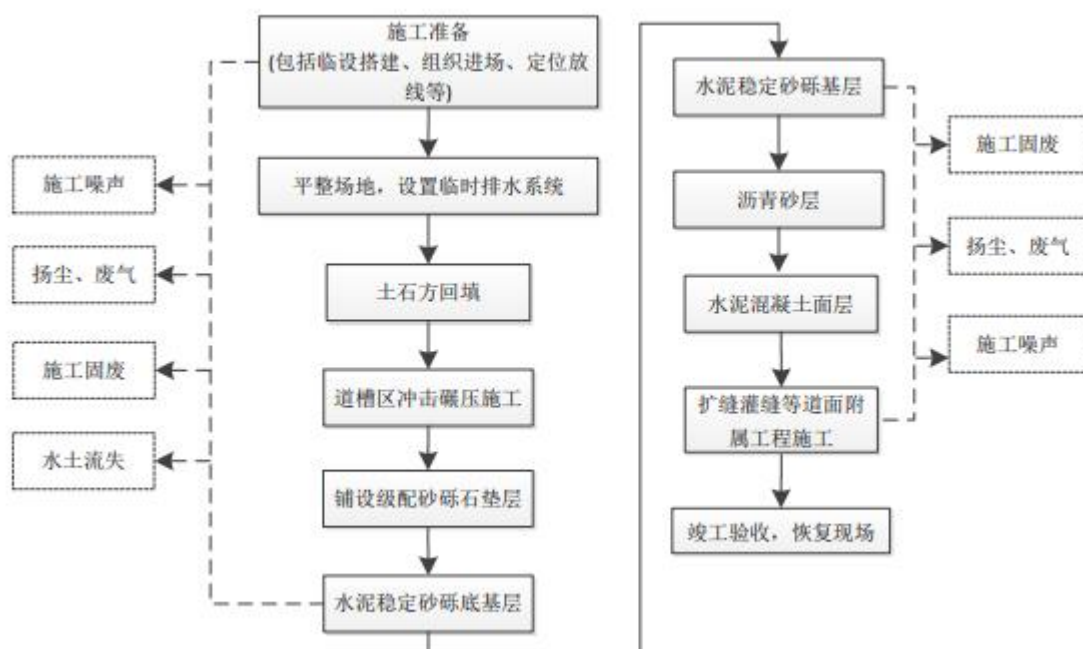 施工准备
(包括临设搭建、组织进场、定位放
线等)
平整场地，设置临时排水系统
土石方回填
道槽区冲击碾压施工
铺设级配砂砾石垫层
水泥稳定砂砾底基层
施工噪声
扬尘、废气
施工固废
水土流失
水泥稳定砂砾基层
沥青砂层
水泥混凝土面层
扩缝灌缝等道面附
属工程施工
竣工验收，恢复现场
施工固废
扬尘、废气
施工噪声